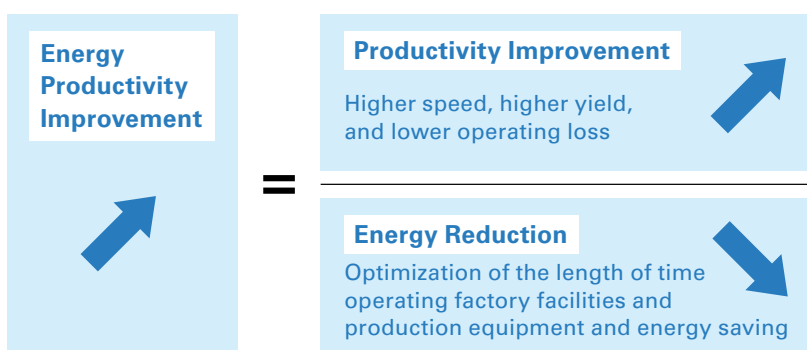 Energy
Productivity
Improvement
=
Productivity Improvement
Higher speed, higher yield,
and lower operating loss
Energy Reduction
Optimization of the length of time
operating factory facilities and
production equipment and energy saving